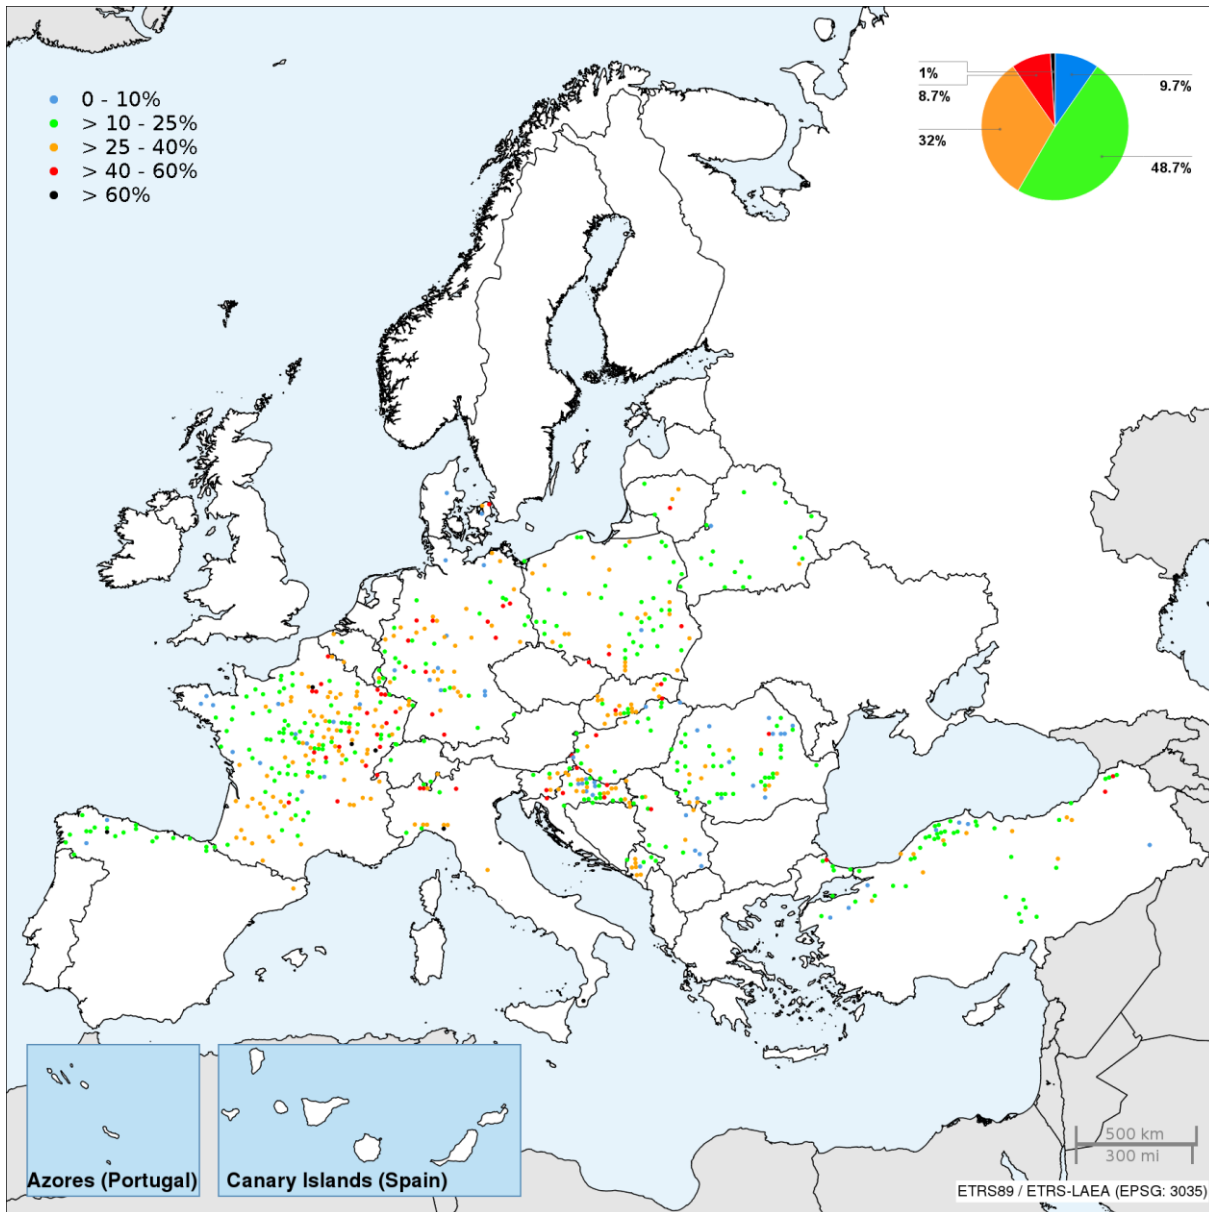 0 - 10%
> 10 - 25%
> 25 - 40%
> 40 - 60%
> 60%
1%
8.7%
32%
9.7%
48.7%
Azores (Portugal)
Canary Islands (Spain)
500 km
300 mi
ETRS89 / ETRS-LAEA (EPSG: 3035)